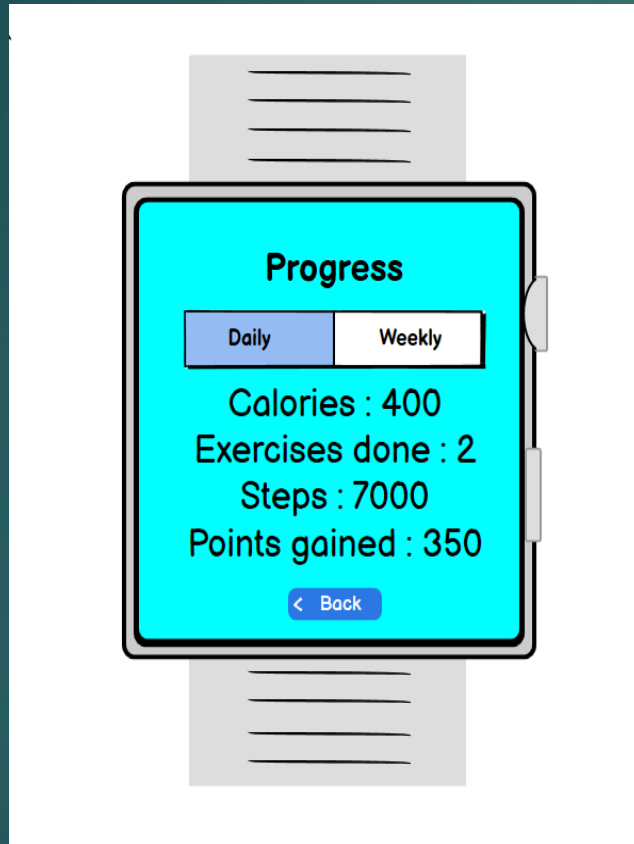 Progress
Daily Weekly
Calories : 400
Exercises done : 2
Steps : 7000
Points gained : 350
< Back